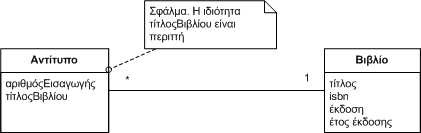 Σφάλμα. Η ιδιότητα
τίτλοςΒιβλίου είναι
περιττή
Αντίτυπο
αριθμόςΕισαγωγής
τίτλοςΒιβλίου
*
1
Βιβλίο
τίτλος
isbn
έκδοση
έτος έκδοσης